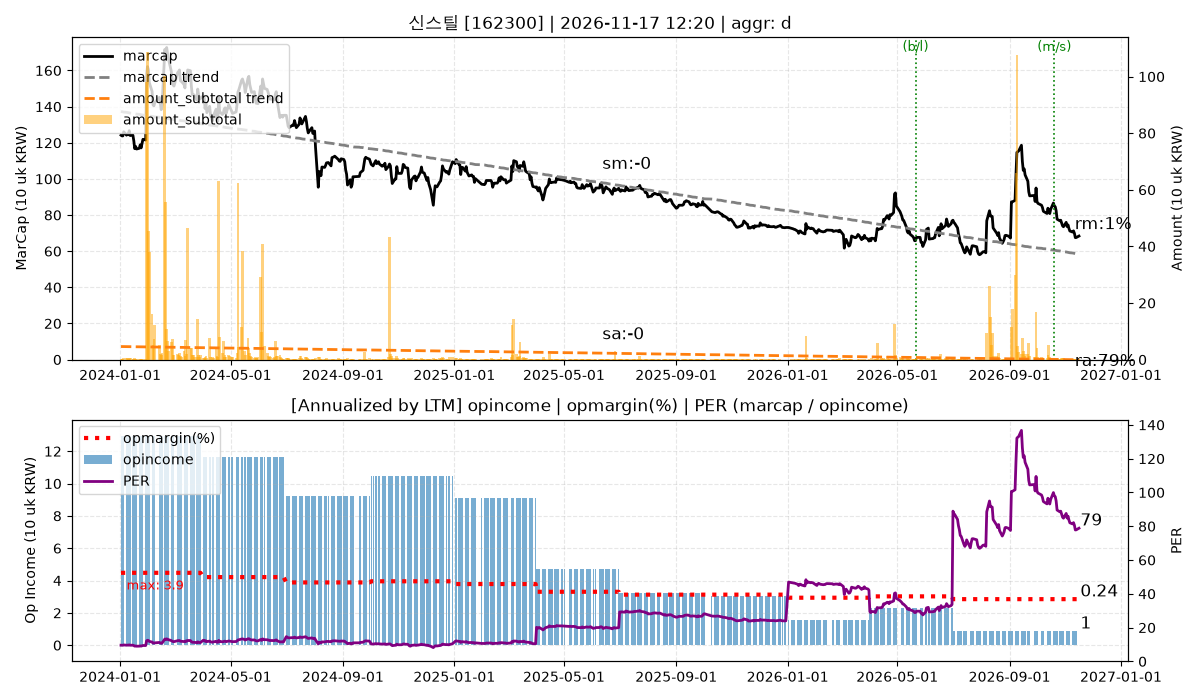 신스틸 [162300] | 2026-11-17 12:20 | aggr: d
MarCap (10 uk KRW)
Amount (10 uk KRW)
160
140
120
100
80
60
40
20
0
100
80
60
40
20
0
marcap
marcap trend
amount_subtotal trend
amount_subtotal
(b/l)
(m/s)
sm:-0
rm:1%
sa:-0
ra:79%
2024-01-01
2024-05-01
2024-09-01
2025-01-01
2025-05-01
2025-09-01
2026-01-01
2026-05-01
2026-09-01
2027-01-01
[Annualized by LTM] opincome | opmargin(%) | PER (marcap / opincome)
Op Income (10 uk KRW)
PER
12
10
8
6
4
2
0
140
120
100
80
60
40
20
0
opmargin(%)
opincome
PER
max: 3.9
79
0.24
1
2024-01-01
2024-05-01
2024-09-01
2025-01-01
2025-05-01
2025-09-01
2026-01-01
2026-05-01
2026-09-01
2027-01-01